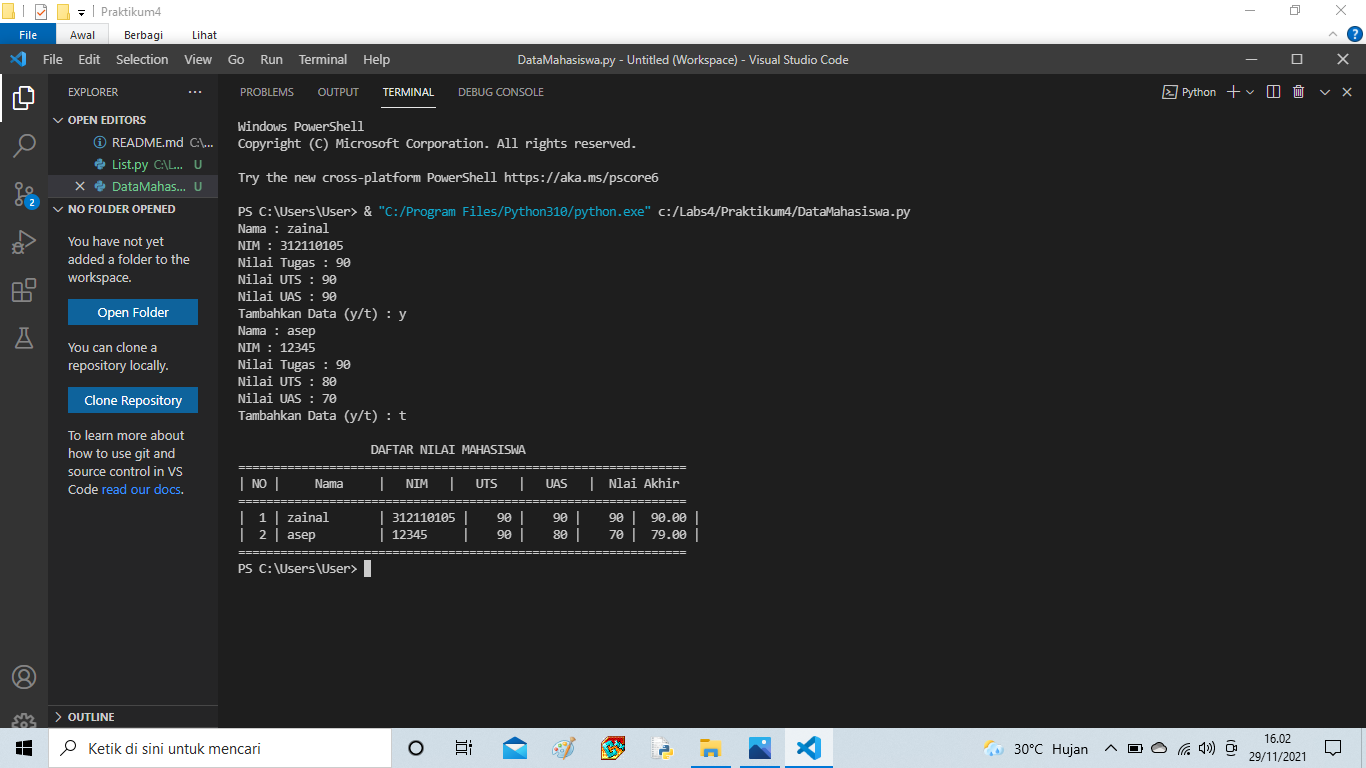 Praktikum4
File Awal Berbagi Lihat
File Edit Selection View Go Run Terminal Help DataMahasiswa.py - Untitled (Workspace) - Visual Studio Code
EXPLORER ... PROBLEMS OUTPUT TERMINAL DEBUG CONSOLE Python
OPEN EDITORS
README.md C:\...
List.py C:\L... U
DataMahas... U
2
NO FOLDER OPENED
You have not yet
added a folder to the
workspace.
Open Folder
You can clone a
repository locally.
Clone Repository
To learn more about
how to use git and
source control in VS
Code read our docs.
OUTLINE
Windows PowerShell
Copyright (C) Microsoft Corporation. All rights reserved.
Try the new cross-platform PowerShell https://aka.ms/pscore6
PS C:\Users\User> & "C:/Program Files/Python310/python.exe" c:/Labs4/Praktikum4/DataMahasiswa.py
Nama : zainal
NIM : 312110105
Nilai Tugas : 90
Nilai UTS : 90
Nilai UAS : 90
Tambahkan Data (y/t) : y
Nama : asep
NIM : 12345
Nilai Tugas : 90
Nilai UTS : 80
Nilai UAS : 70
Tambahkan Data (y/t) : t
DAFTAR NILAI MAHASISWA
================================================================
| NO |     Nama     |   NIM   |   UTS   |   UAS   |  Nlai Akhir
================================================================
|  1 | zainal       | 312110105 |    90 |    90 |    90 |  90.00 |
|  2 | asep         | 12345     |    90 |    80 |    70 |  79.00 |
================================================================
PS C:\Users\User>
Ketik di sini untuk mencari
30°C Hujan
16.02
29/11/2021